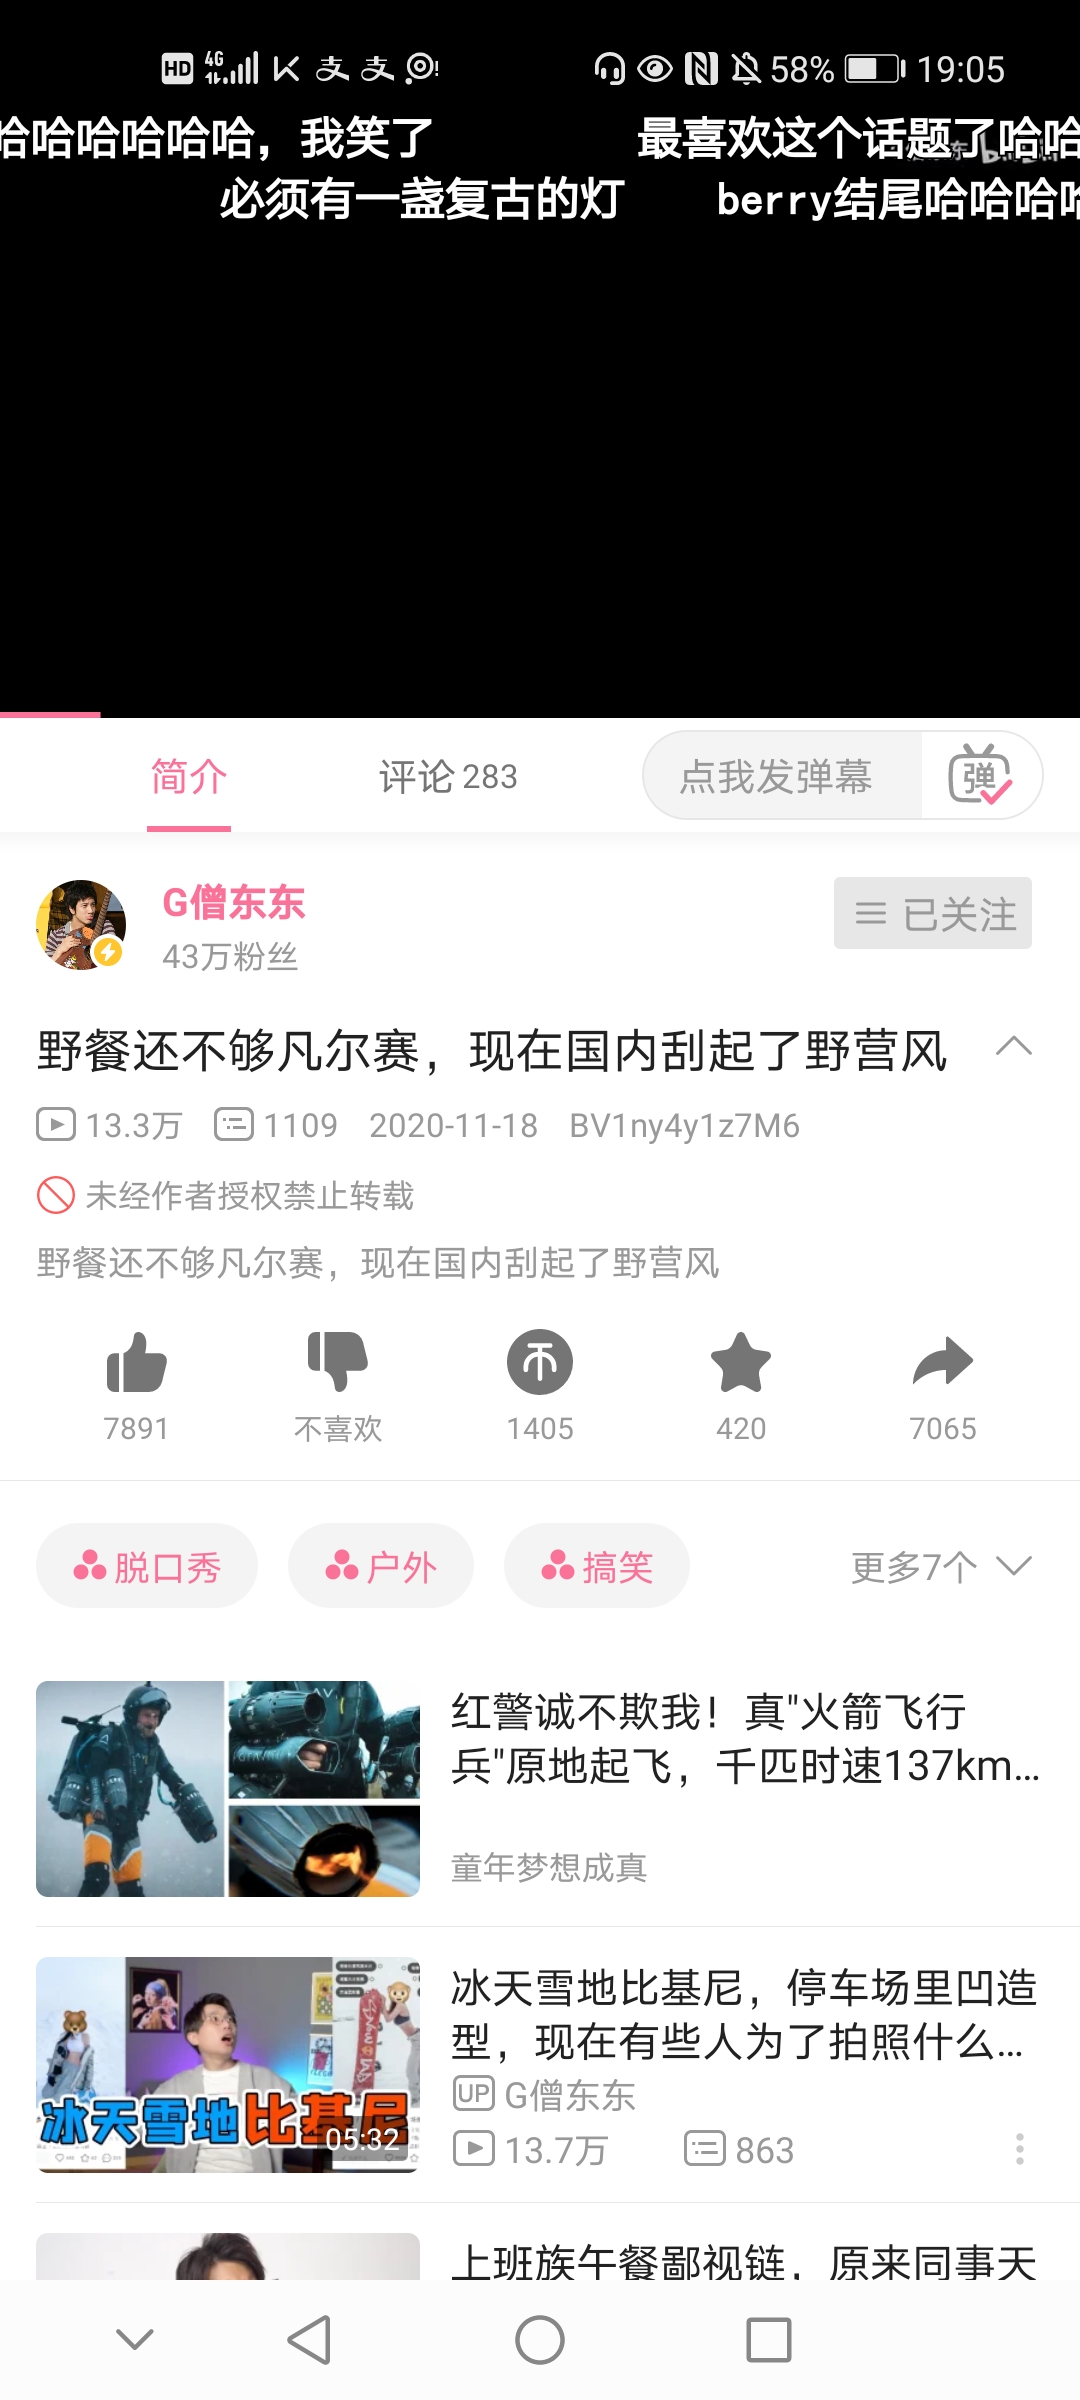 HD 4G 58% 19:05
哈哈哈哈哈哈，我笑了 最喜欢这个话题了哈哈
必须有一盏复古的灯 berry结尾哈哈哈哈
简介 评论 283 点我发弹幕 弹
G僧东东
43万粉丝
已关注
野餐还不够凡尔赛，现在国内刮起了野营风
13.3万 1109 2020-11-18 BV1ny4y1z7M6
未经作者授权禁止转载
野餐还不够凡尔赛，现在国内刮起了野营风
7891 不喜欢 1405 420 7065
脱口秀 户外 搞笑 更多7个
红警诚不欺我！真"火箭飞行
兵"原地起飞，千匹时速137km...
童年梦想成真
冰天雪地比基尼
05:32
冰天雪地比基尼，停车场里凹造
型，现在有些人为了拍照什么...
UP G僧东东
13.7万 863
上班族午餐鄙视链，原来同事天